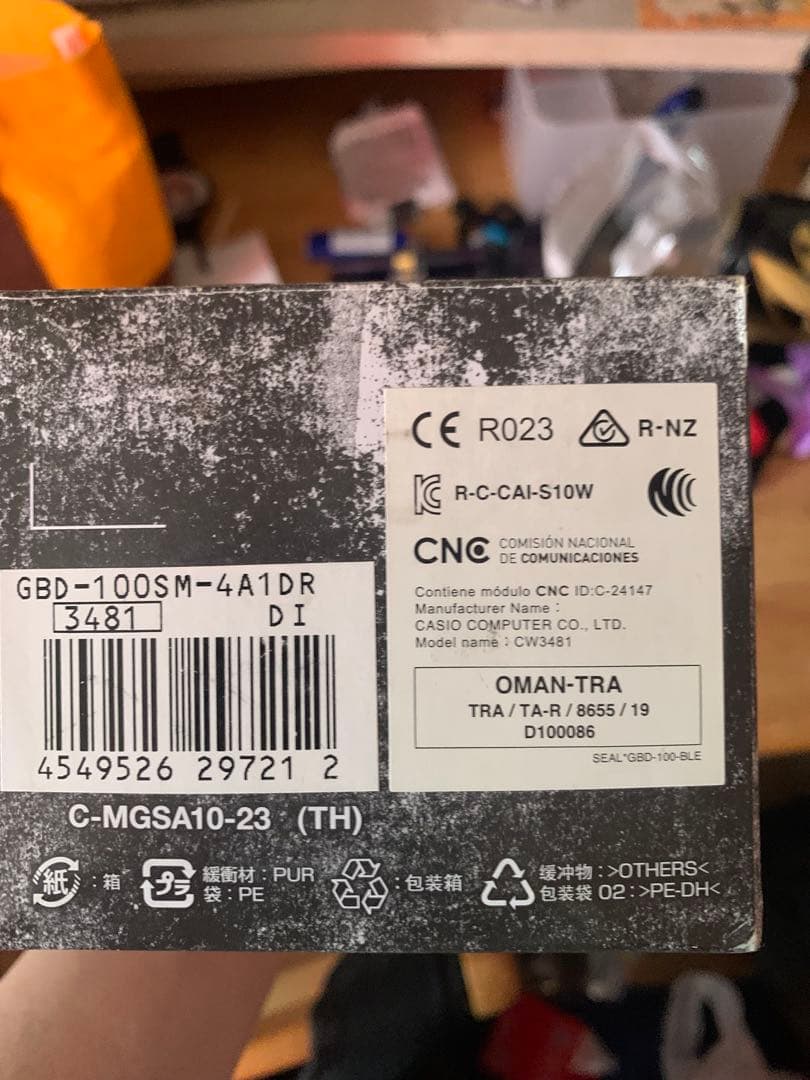 GBD-100SM-4A1DR
3481 DI
4549526 29721 2
CE R023 R-NZ
R-C-CAI-S10W
CNC COMISIÓN NACIONAL
DE COMUNICACIONES
Contiene módulo CNC ID:C-24147
Manufacturer Name :
CASIO COMPUTER CO., LTD.
Model name : CW3481
OMAN-TRA
TRA / TA-R / 8655 / 19
D100086
SEAL*GBD-100-BLE
C-MGSA10-23 (TH)
紙 : 箱
プラ 緩衝材 : PUR
袋 : PE
: 包装箱
缓冲物 : >OTHERS<
包装袋 02 : >PE-DH<